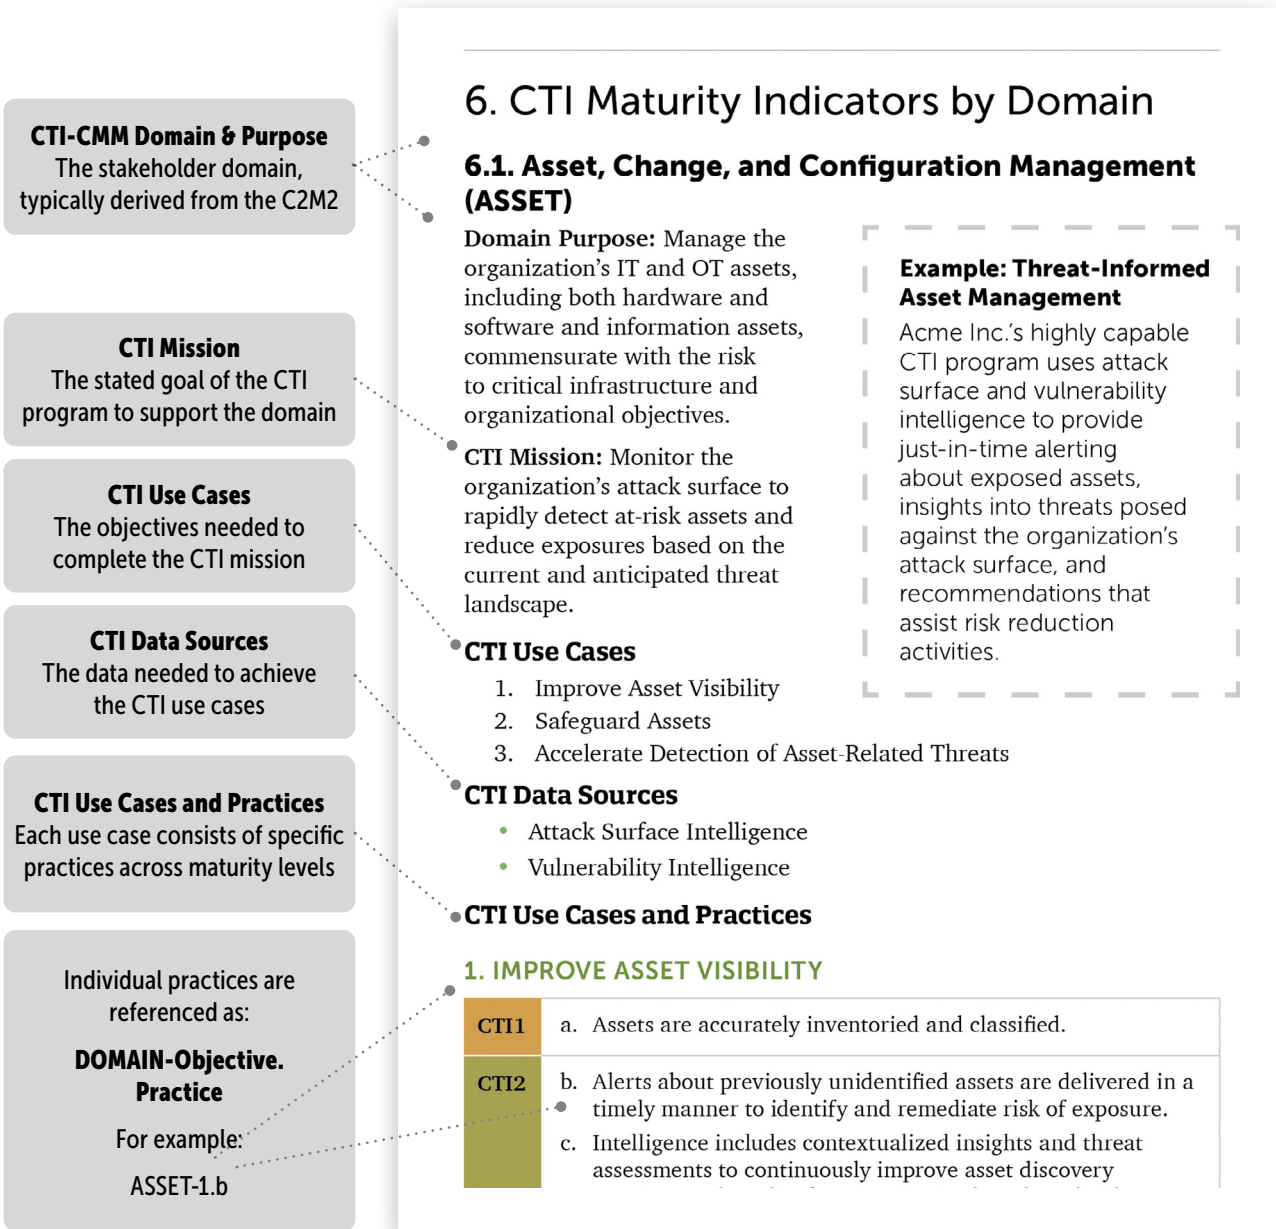 CTI-CMM Domain & Purpose
The stakeholder domain,
typically derived from the C2M2
CTI Mission
The stated goal of the CTI
program to support the domain
CTI Use Cases
The objectives needed to
complete the CTI mission
CTI Data Sources
The data needed to achieve
the CTI use cases
CTI Use Cases and Practices
Each use case consists of specific
practices across maturity levels
Individual practices are
referenced as:
DOMAIN-Objective.
Practice
For example:
ASSET-1.b
6. CTI Maturity Indicators by Domain
6.1. Asset, Change, and Configuration Management
(ASSET)
Domain Purpose: Manage the
organization’s IT and OT assets,
including both hardware and
software and information assets,
commensurate with the risk
to critical infrastructure and
organizational objectives.
CTI Mission: Monitor the
organization’s attack surface to
rapidly detect at-risk assets and
reduce exposures based on the
current and anticipated threat
landscape.
Example: Threat-Informed
Asset Management
Acme Inc.’s highly capable
CTI program uses attack
surface and vulnerability
intelligence to provide
just-in-time alerting
about exposed assets,
insights into threats posed
against the organization’s
attack surface, and
recommendations that
assist risk reduction
activities.
CTI Use Cases
1. Improve Asset Visibility
2. Safeguard Assets
3. Accelerate Detection of Asset-Related Threats
CTI Data Sources
• Attack Surface Intelligence
• Vulnerability Intelligence
CTI Use Cases and Practices
1. IMPROVE ASSET VISIBILITY
CTI1
a. Assets are accurately inventoried and classified.
CTI2
b. Alerts about previously unidentified assets are delivered in a
timely manner to identify and remediate risk of exposure.
c. Intelligence includes contextualized insights and threat
assessments to continuously improve asset discovery